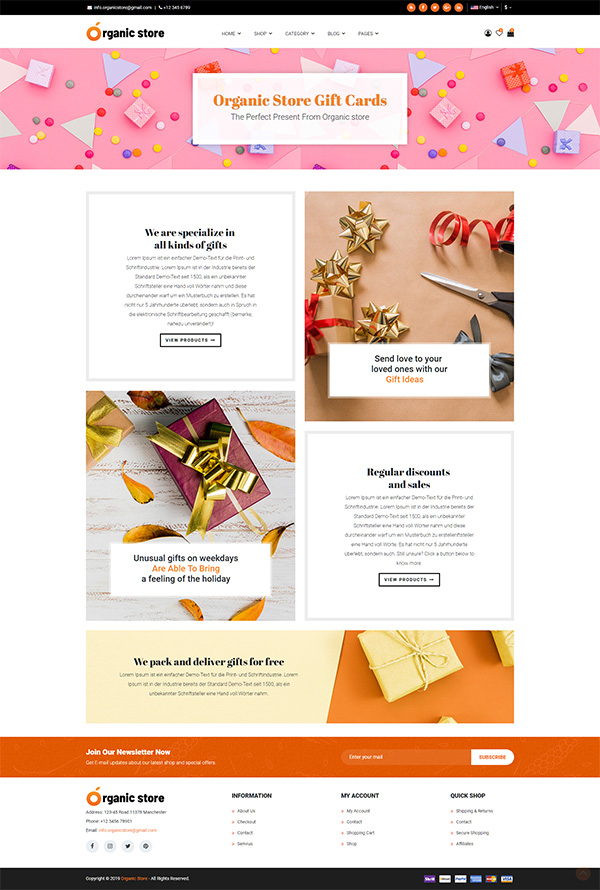 info.organicstore@gmail.com | +12 345 6789
English $
Organic store
HOME SHOP CATEGORY BLOG PAGES
Organic Store Gift Cards
The Perfect Present From Organic store
We are specialize in
all kinds of gifts
Lorem Ipsum ist ein einfacher Demo-Text für die Print- und
Schriftindustrie. Lorem Ipsum ist in der Industrie bereits der
Standard Demo-Text seit 1500, als ein unbekannter
Schriftsteller eine Hand voll Wörter und diese
durcheinander warf um ein Musterbuch zu erstellen. Es hat
nicht nur 5 Jahrhunderte überlebt, sondern auch in Spruch in
die elektronische Schriftbearbeitung geschafft (bemerke,
nahezu unverändert)!
VIEW PRODUCTS
Send love to your
loved ones with our
Gift Ideas
Unusual gifts on weekdays
Are Able To Bring
a feeling of the holiday
Regular discounts
and sales
Lorem Ipsum ist ein einfacher Demo-Text für die Print- und
Schriftindustrie. Lorem Ipsum ist in der Industrie bereits der
Standard Demo-Text seit 1500, als ein unbekannter
Schriftsteller eine Hand voll Wörter und diese
durcheinander warf um ein Musterbuch zu
Hand voll Wörte. Es hat nicht nur 5 Jahrhunderte
überlebt, sondern auch. Still unsure? Click a button below to
know more:
VIEW PRODUCTS
We pack and deliver gifts for free
Lorem Ipsum ist ein einfacher Demo-Text für die Print- und Schriftindustrie. Lorem
Ipsum ist in der Industrie bereits der Standard Demo-Text seit 1500, als ein
unbekannter Schriftsteller eine Hand voll Wörter nahm.
Join Our Newsletter Now
Get E-mail updates about our latest shop and special offers.
Enter your mail
SUBSCRIBE
Organic store
Address: 123-45 Road 11378 Manchester
Phone: +12 3456 78901
Email: info.organicstore@gmail.com
INFORMATION
About Us
Checkout
Contact
Servicus
MY ACCOUNT
My Account
Contact
Shopping Cart
Shop
QUICK SHOP
Shipping & Returns
Contact
Secure Shopping
Affiliates
Copyright © 2019 Organic Store - All Rights Reserved.
Skrill PayPal VISA